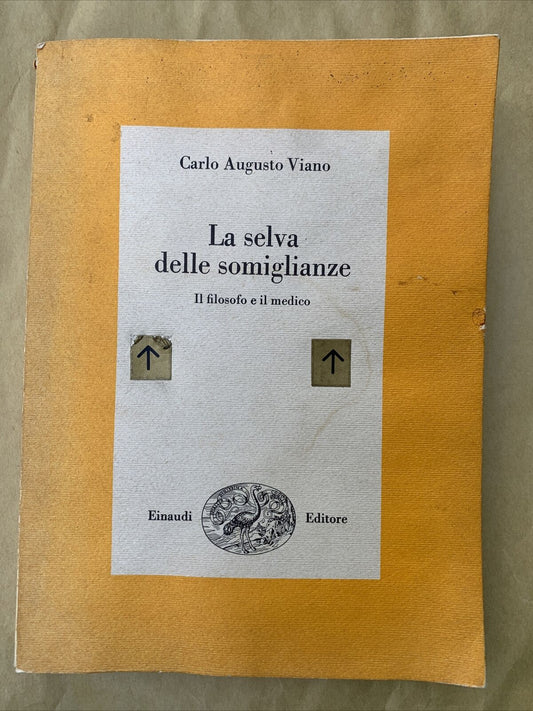 Carlo Augusto Viano
La selva
delle somiglianze
Il filosofo e il medico
Einaudi Editore